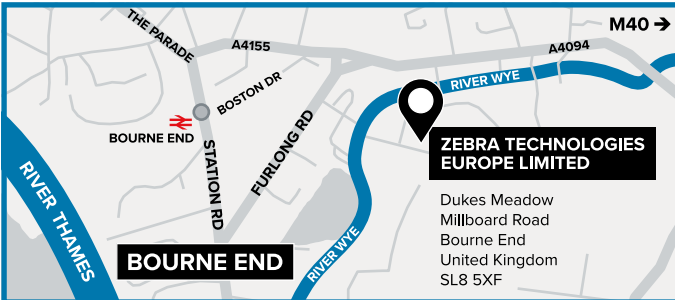 M40 →
THE PARADE
A4155
A4094
RIVER WYE
BOSTON DR
BOURNE END
STATION RD
FURLONG RD
ZEBRA TECHNOLOGIES
EUROPE LIMITED
Dukes Meadow
Millboard Road
Bourne End
United Kingdom
SL8 5XF
RIVER THAMES
BOURNE END
RIVER WYE